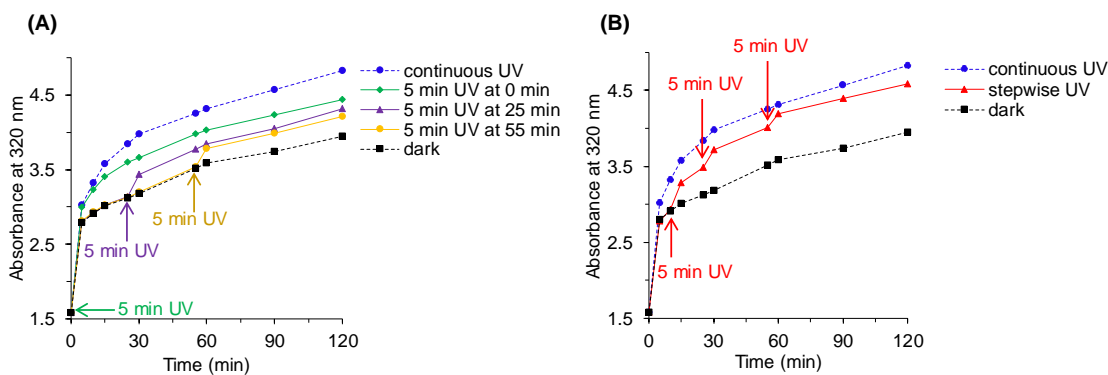 (A)
Absorbance at 320 nm
4.5
3.5
2.5
1.5
0
30
60
90
120
Time (min)
5 min UV
5 min UV
5 min UV
continuous UV
5 min UV at 0 min
5 min UV at 25 min
5 min UV at 55 min
dark
(B)
Absorbance at 320 nm
4.5
3.5
2.5
1.5
0
30
60
90
120
Time (min)
5 min UV
5 min UV
5 min UV
continuous UV
stepwise UV
dark